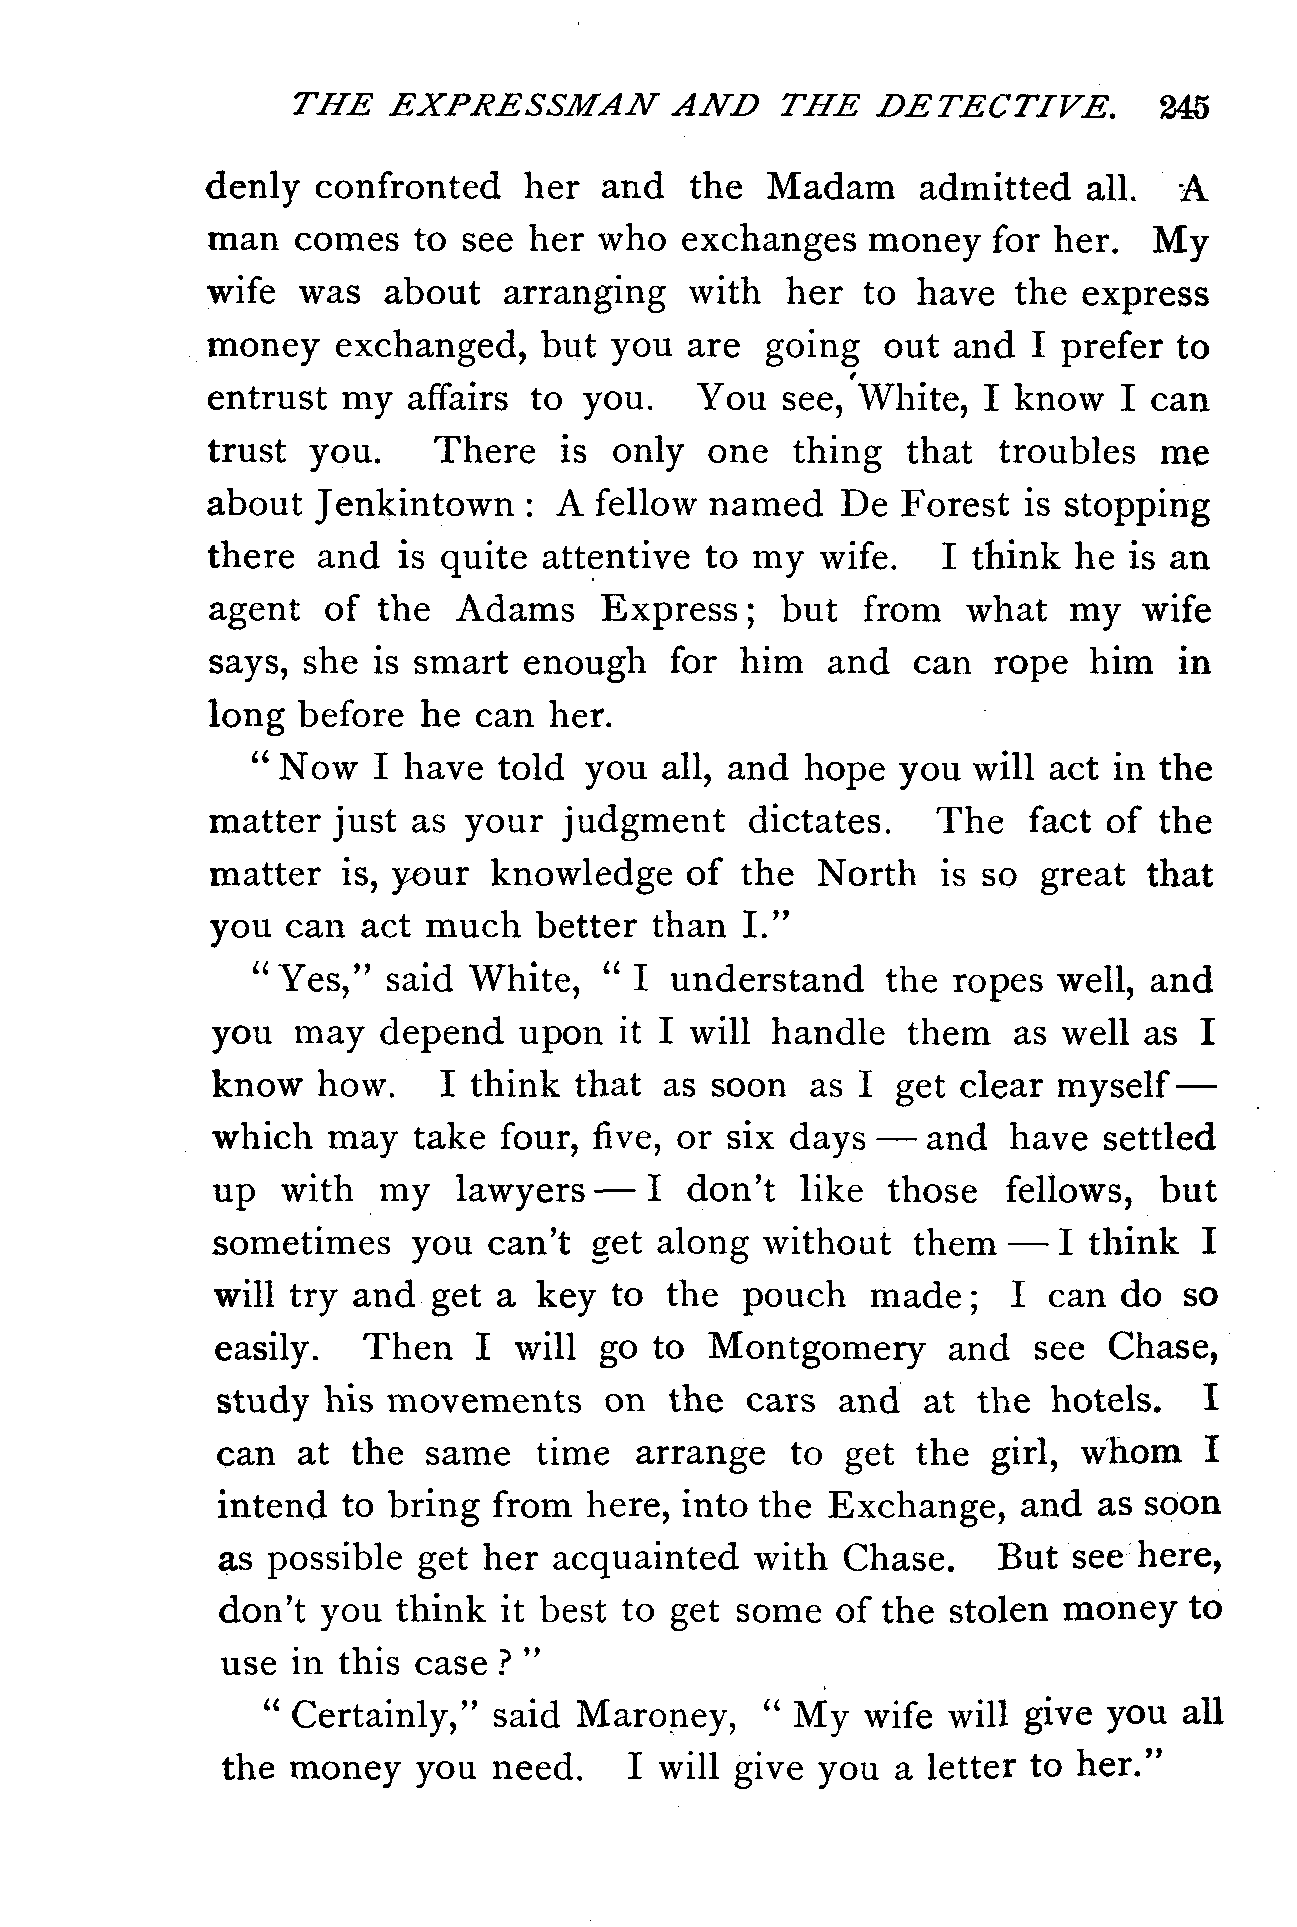 THE EXPRESSMAN AND THE DETECTIVE. 245
denly confronted her and the Madam admitted all. A
man comes to see her who exchanges money for her. My
wife was about arranging with her to have the express
money exchanged, but you are going out and I prefer to
entrust my affairs to you. You see, White, I know I can
trust you. There is only one thing that troubles me
about Jenkintown : A fellow named De Forest is stopping
there and is quite attentive to my wife. I think he is an
agent of the Adams Express; but from what my wife
says, she is smart enough for him and can rope him in
long before he can her.
“ Now I have told you all, and hope you will act in the
matter just as your judgment dictates. The fact of the
matter is, your knowledge of the North is so great that
you can act much better than I.”
“ Yes,” said White, “ I understand the ropes well, and
you may depend upon it I will handle them as well as I
know how. I think that as soon as I get clear myself —
which may take four, five, or six days — and have settled
up with my lawyers — I don't like those fellows, but
sometimes you can't get along without them — I think I
will try and get a key to the pouch made; I can do so
easily. Then I will go to Montgomery and see Chase,
study his movements on the cars and at the hotels. I
can at the same time arrange to get the girl, whom I
intend to bring from here, into the Exchange, and as soon
as possible get her acquainted with Chase. But see here,
don't you think it best to get some of the stolen money to
use in this case ? ”
“ Certainly,” said Maroney, “ My wife will give you all
the money you need. I will give you a letter to her.”